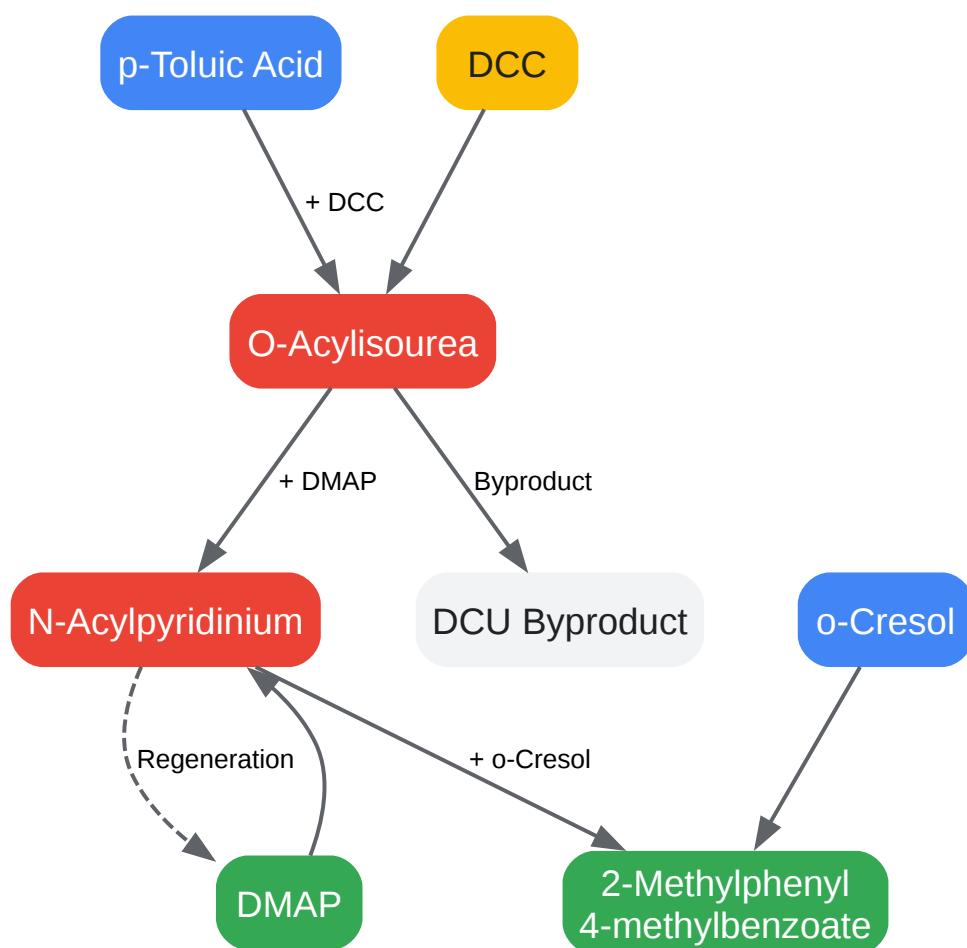 p-Toluic Acid
DCC
+ DCC
O-Acylisourea
+ DMAP
Byproduct
N-Acylpyridinium
DCU Byproduct
o-Cresol
Regeneration
+ o-Cresol
DMAP
2-Methylphenyl
4-methylbenzoate